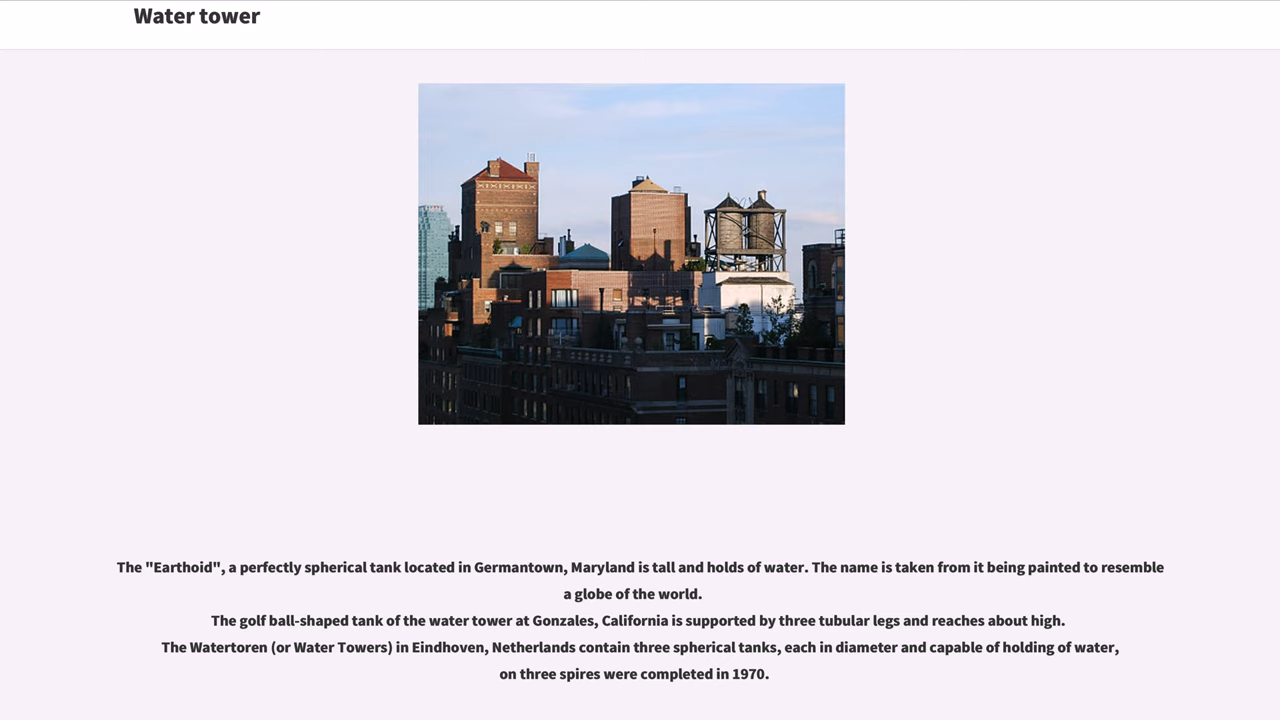 Water tower
The "Earthoid", a perfectly spherical tank located in Germantown, Maryland is tall and holds of water. The name is taken from it being painted to resemble
a globe of the world.
The golf ball-shaped tank of the water tower at Gonzales, California is supported by three tubular legs and reaches about high.
The Watertoren (or Water Towers) in Eindhoven, Netherlands contain three spherical tanks, each in diameter and capable of holding of water,
on three spires were completed in 1970.